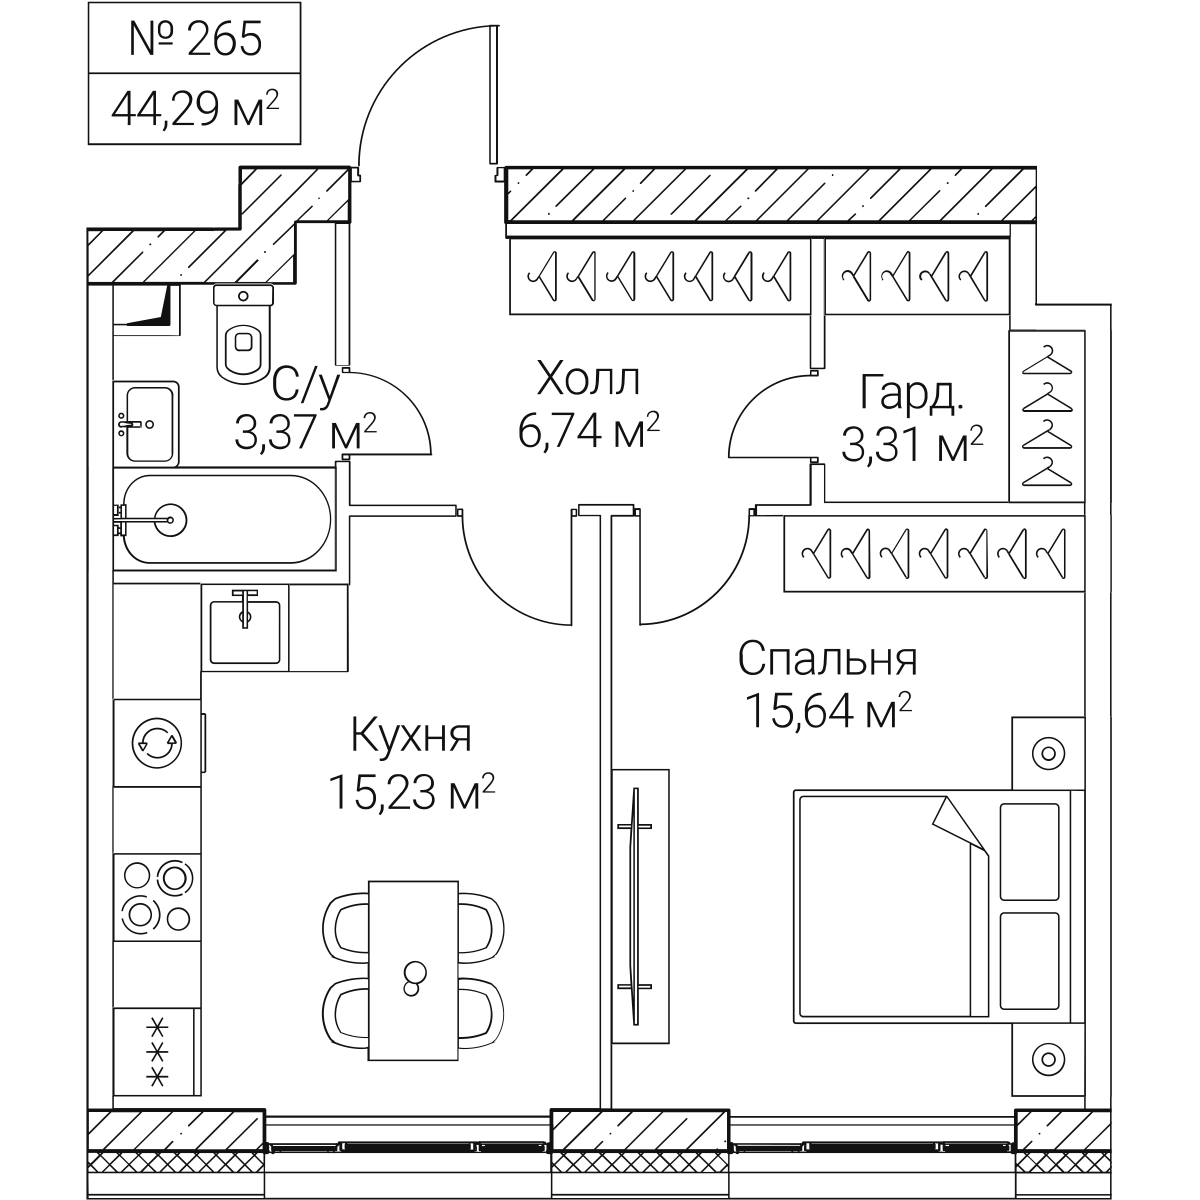 № 265
44,29 м²
С/у
3,37 м²
Холл
6,74 м²
Гард.
3,31 м²
Спальня
15,64 м²
Кухня
15,23 м²